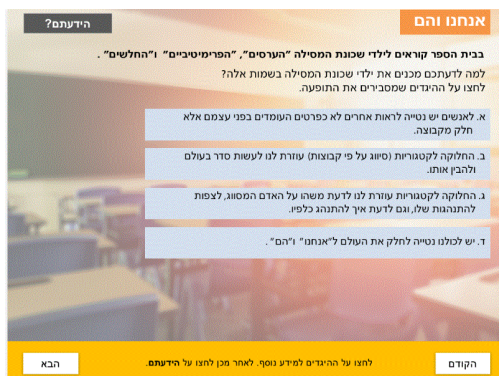 אנחנו והם
הידעתם?
בבית הספר קוראים לילדי שכונת המסילה "הערסים", "הפרימיטיביים" ו"החלשים" .
למה לדעתכם מכנים את ילדי שכונת המסילה בשמות אלה?
לחצו על ההיגדים שמסבירים את התופעה.
א. לאנשים יש נטייה לראות אחרים לא כפרטים העומדים בפני עצמם אלא
חלק מקבוצה.
ב. החלוקה לקטגוריות (סיווג על פי קבוצות) עוזרת לנו לעשות סדר בעולם
ולהבין אותו.
ג. החלוקה לקטגוריות עוזרת לנו לדעת משהו על האדם המסווג, לצפות
להתנהגות שלו, וגם לדעת איך להתנהג כלפיו.
ד. יש לכולנו נטייה לחלק את העולם ל"אנחנו" ו"הם" .
הקודם
לחצו על ההיגדים למידע נוסף. לאחר מכן לחצו על הידעתם.
הבא